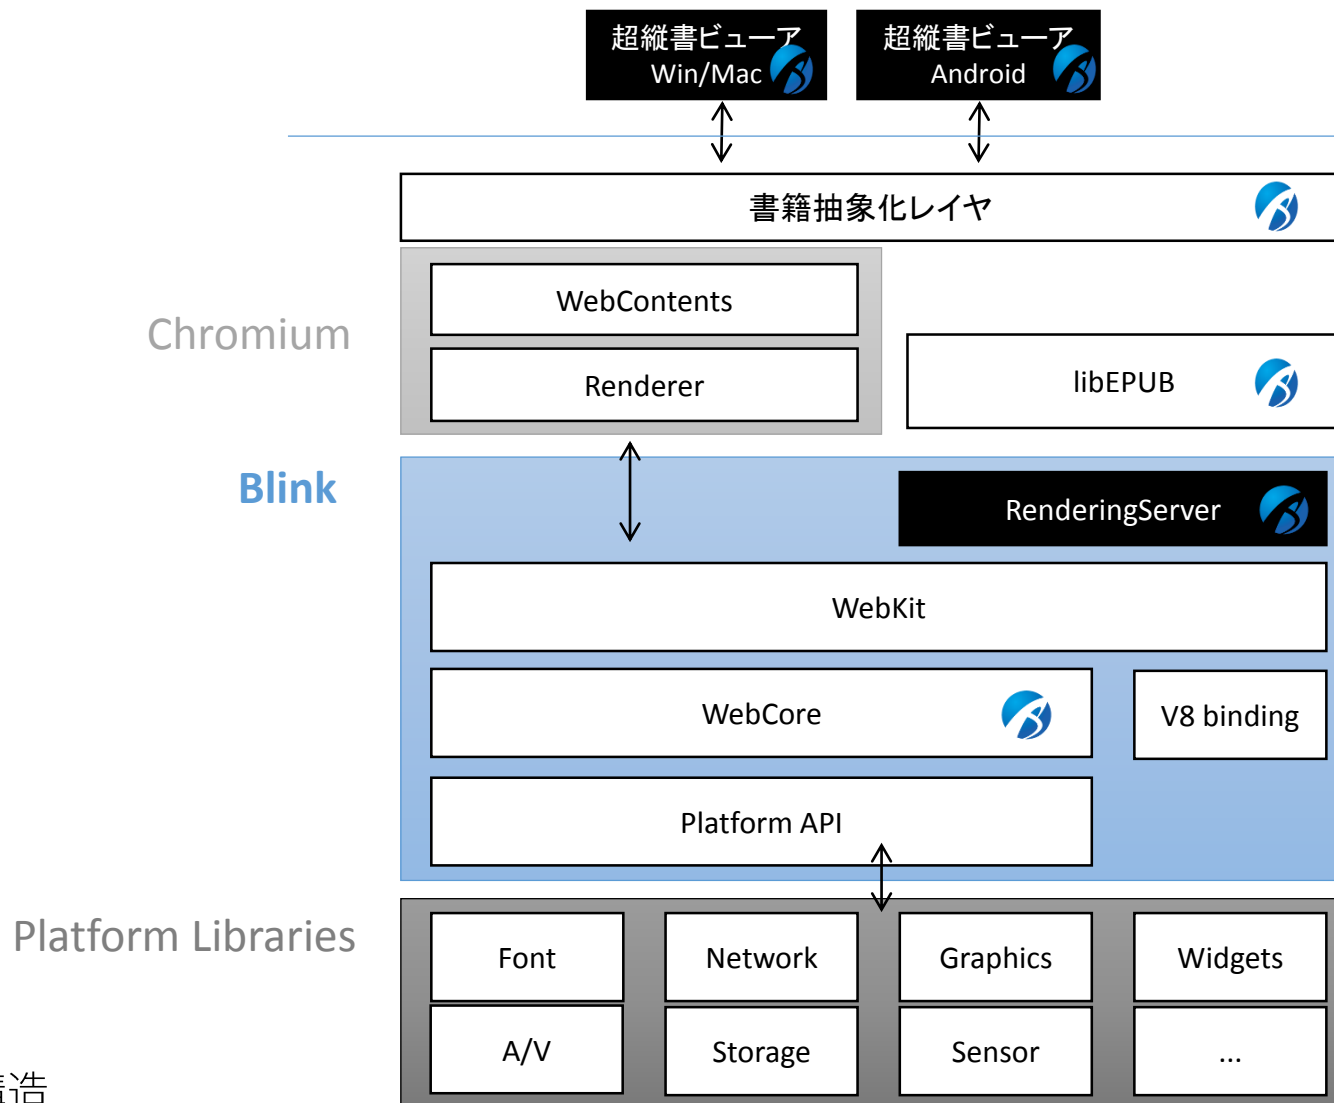 超縦書ビューア
Win/Mac
超縦書ビューア
Android
書籍抽象化レイヤ
Chromium
WebContents
Renderer
libEPUB
Blink
RenderingServer
WebKit
WebCore
V8 binding
Platform API
Platform Libraries
Font
Network
Graphics
Widgets
A/V
Storage
Sensor
...
造